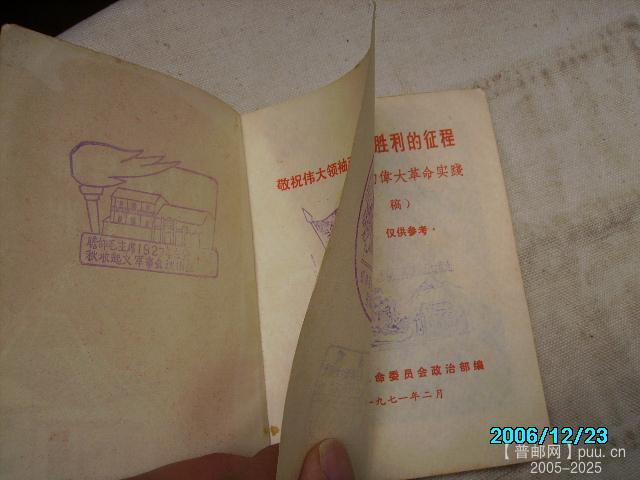 瞻仰毛主席1927
秋收起义军事会议
敬祝伟大领袖
胜利的征程
伟大革命实践
稿）
仅供参考·
命委员会政治部编
一九七一年二月
2006/12/23
【普邮网】puu.cn
2005-2025